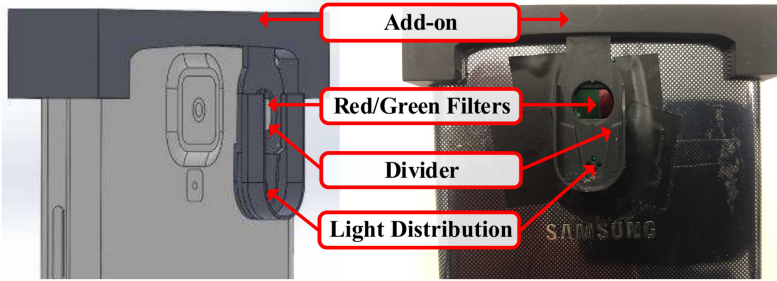 Add-on
Red/Green Filters
Divider
Light Distribution
SAMSUNG